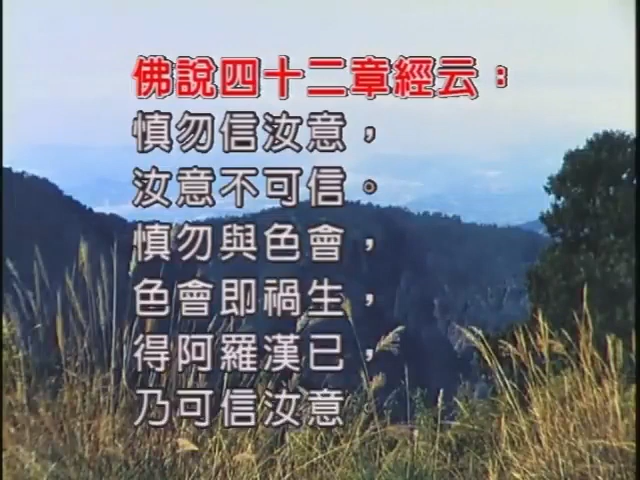 佛說四十二章經云：
慎勿信汝意，
汝意不可信。
慎勿與色會，
色會即禍生，
得阿羅漢已，
乃可信汝意。